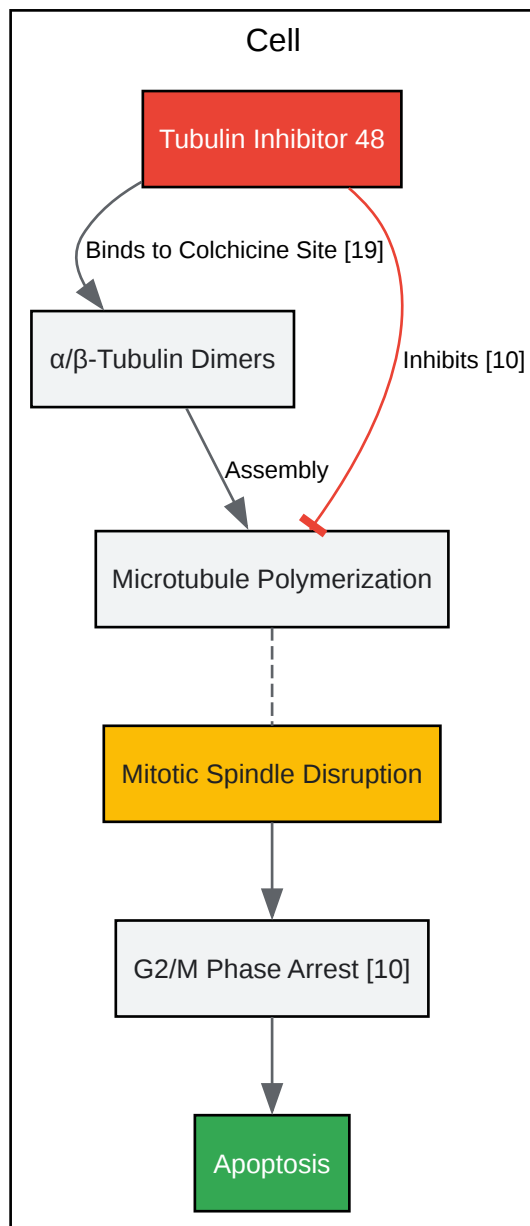 Cell
Tubulin Inhibitor 48
Binds to Colchicine Site [19]
α/β-Tubulin Dimers
Inhibits [10]
Assembly
Microtubule Polymerization
Mitotic Spindle Disruption
G2/M Phase Arrest [10]
Apoptosis